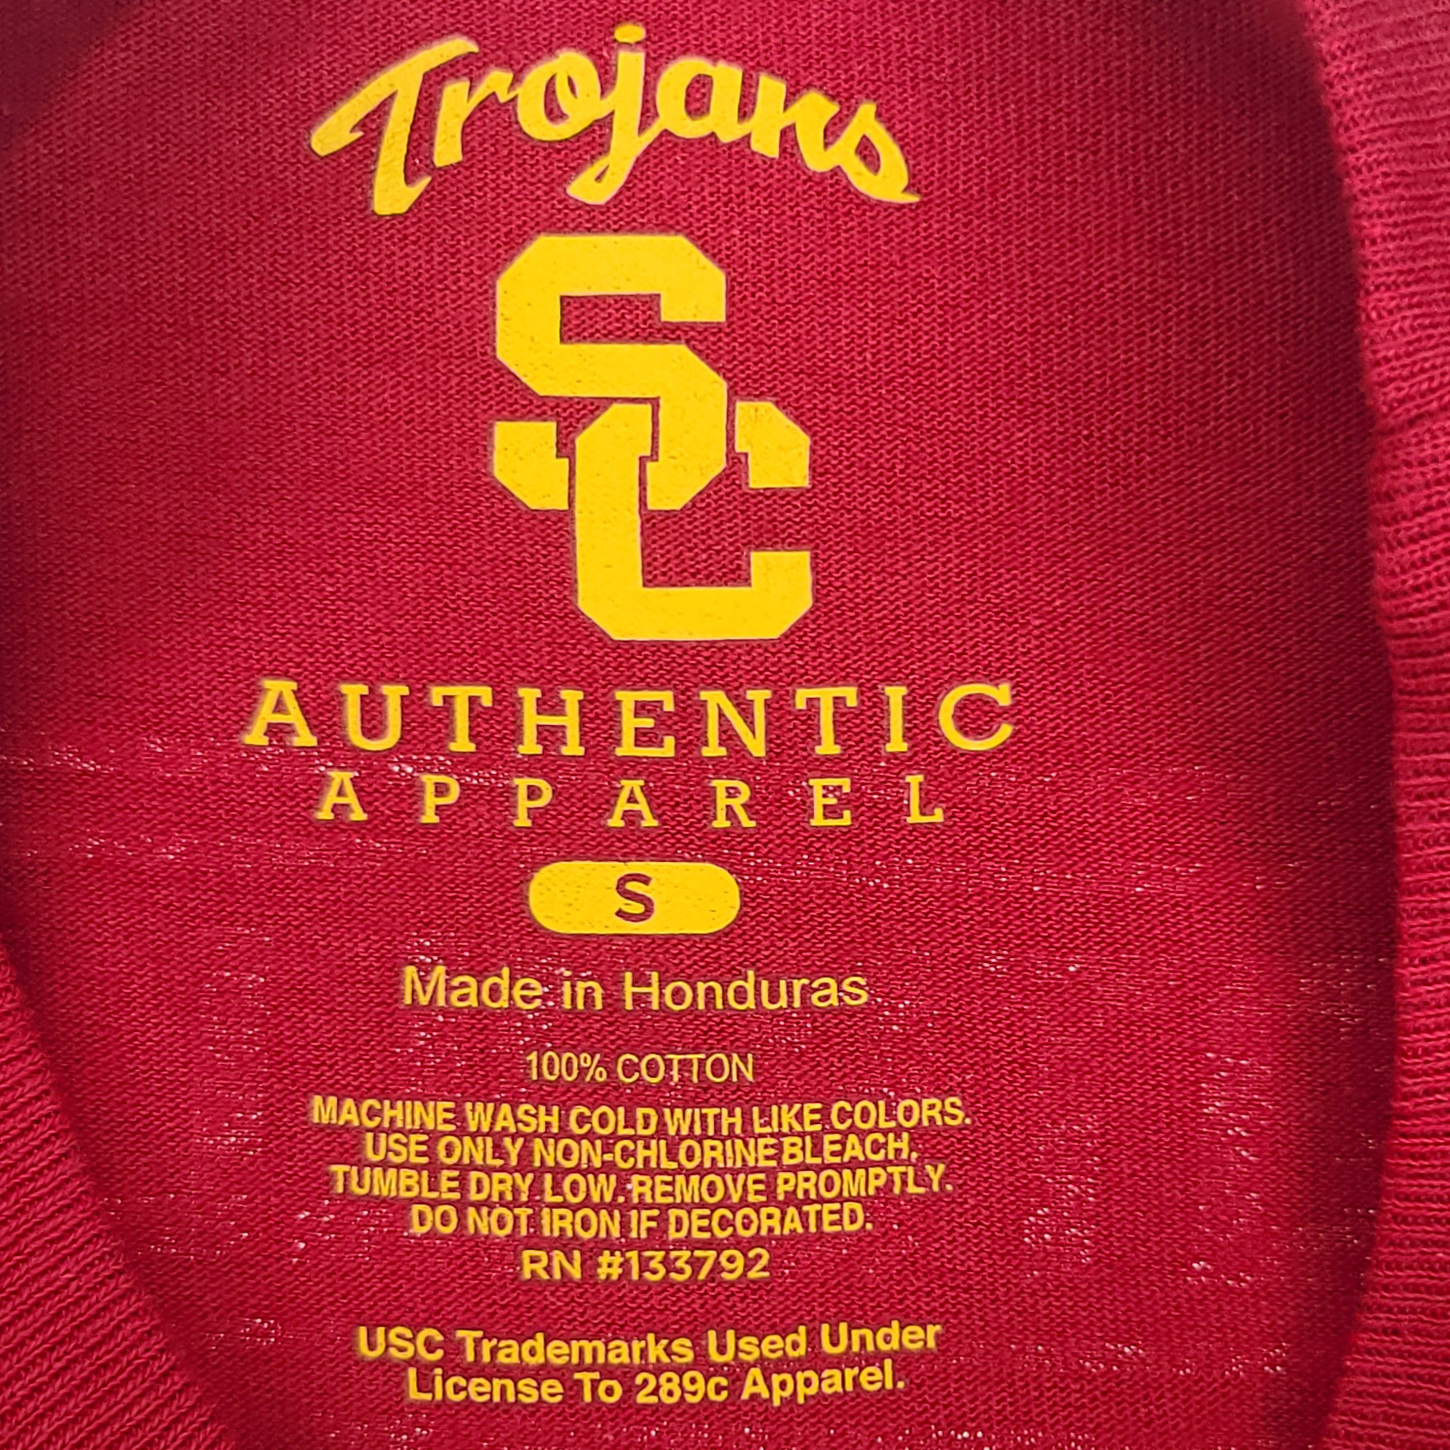 Trojans
SC
AUTHENTIC
APPAREL
S
Made in Honduras
100% COTTON
MACHINE WASH COLD WITH LIKE COLORS.
USE ONLY NON-CHLORINE BLEACH.
TUMBLE DRY LOW. REMOVE PROMPTLY.
DO NOT IRON IF DECORATED.
RN #133792
USC Trademarks Used Under
License To 289c Apparel.